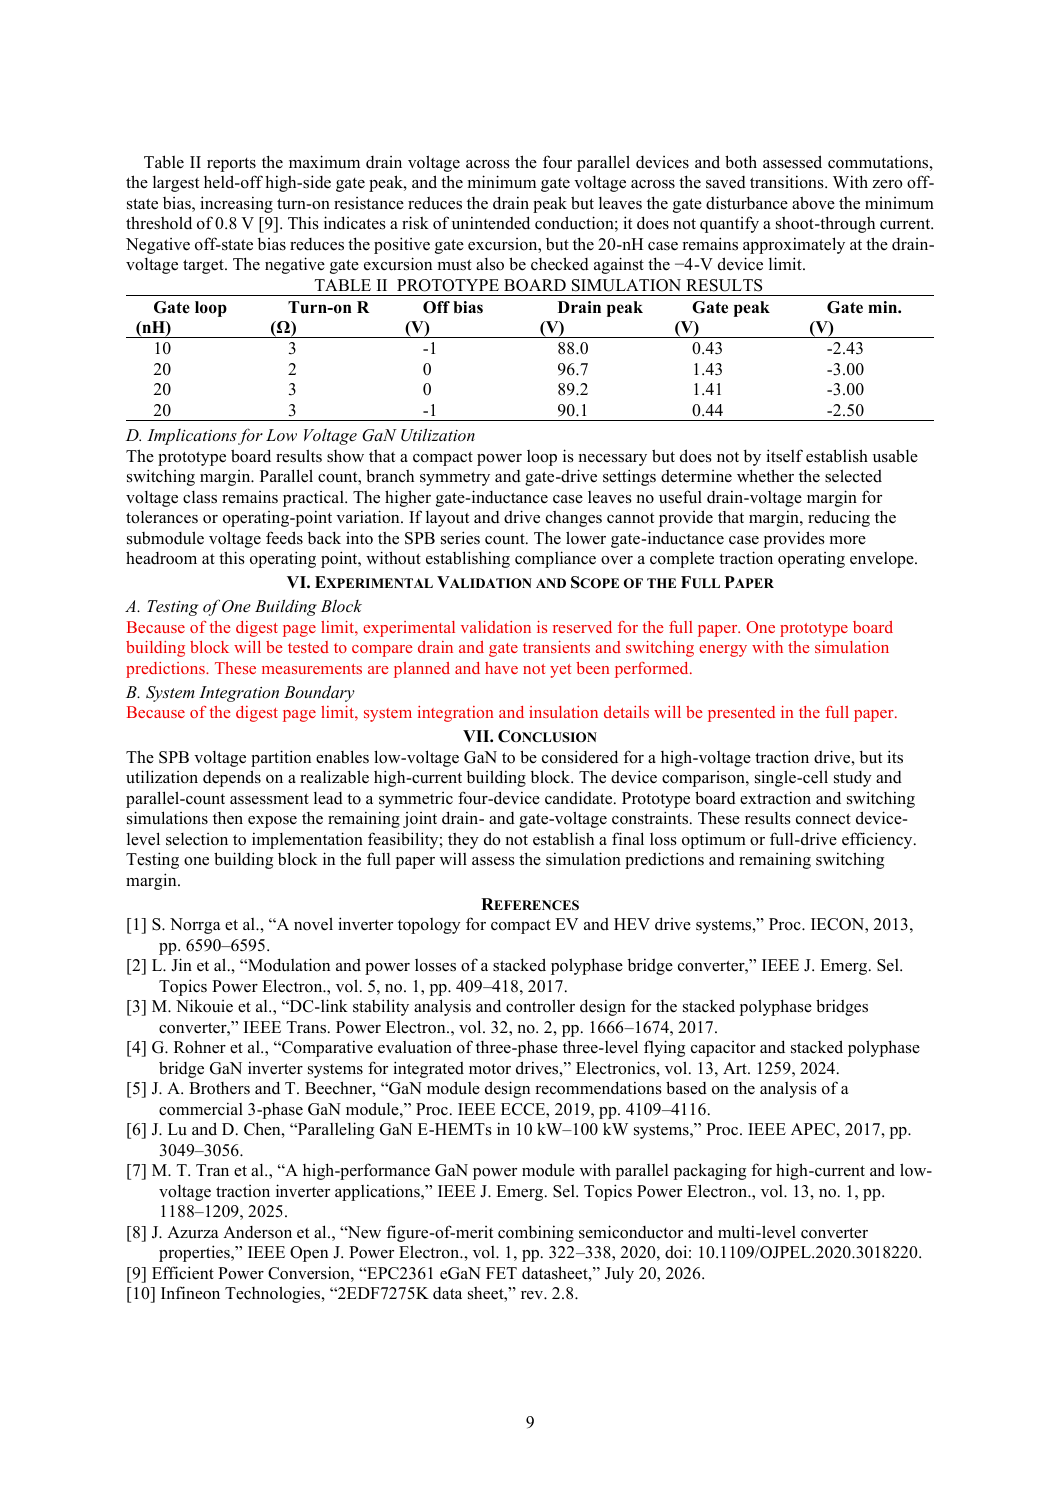 Table II reports the maximum drain voltage across the four parallel devices and both assessed commutations,
the largest held-off high-side gate peak, and the minimum gate voltage across the saved transitions. With zero off-
state bias, increasing turn-on resistance reduces the drain peak but leaves the gate disturbance above the minimum
threshold of 0.8 V [9]. This indicates a risk of unintended conduction; it does not quantify a shoot-through current.
Negative off-state bias reduces the positive gate excursion, but the 20-nH case remains approximately at the drain-
voltage target. The negative gate excursion must also be checked against the −4-V device limit.
TABLE II PROTOTYPE BOARD SIMULATION RESULTS
Gate loop Turn-on R Off bias Drain peak Gate peak Gate min.
(nH) (Ω) (V) (V) (V) (V)
10 3 -1 88.0 0.43 -2.43
20 2 0 96.7 1.43 -3.00
20 3 0 89.2 1.41 -3.00
20 3 -1 90.1 0.44 -2.50
D. Implications for Low Voltage GaN Utilization
The prototype board results show that a compact power loop is necessary but does not by itself establish usable
switching margin. Parallel count, branch symmetry and gate-drive settings determine whether the selected
voltage class remains practical. The higher gate-inductance case leaves no useful drain-voltage margin for
tolerances or operating-point variation. If layout and drive changes cannot provide that margin, reducing the
submodule voltage feeds back into the SPB series count. The lower gate-inductance case provides more
headroom at this operating point, without establishing compliance over a complete traction operating envelope.
VI. EXPERIMENTAL VALIDATION AND SCOPE OF THE FULL PAPER
A. Testing of One Building Block
Because of the digest page limit, experimental validation is reserved for the full paper. One prototype board
building block will be tested to compare drain and gate transients and switching energy with the simulation
predictions. These measurements are planned and have not yet been performed.
B. System Integration Boundary
Because of the digest page limit, system integration and insulation details will be presented in the full paper.
VII. CONCLUSION
The SPB voltage partition enables low-voltage GaN to be considered for a high-voltage traction drive, but its
utilization depends on a realizable high-current building block. The device comparison, single-cell study and
parallel-count assessment lead to a symmetric four-device candidate. Prototype board extraction and switching
simulations then expose the remaining joint drain- and gate-voltage constraints. These results connect device-
level selection to implementation feasibility; they do not establish a final loss optimum or full-drive efficiency.
Testing one building block in the full paper will assess the simulation predictions and remaining switching
margin.
REFERENCES
[1] S. Norrga et al., “A novel inverter topology for compact EV and HEV drive systems,” Proc. IECON, 2013,
pp. 6590–6595.
[2] L. Jin et al., “Modulation and power losses of a stacked polyphase bridge converter,” IEEE J. Emerg. Sel.
Topics Power Electron., vol. 5, no. 1, pp. 409–418, 2017.
[3] M. Nikouie et al., “DC-link stability analysis and controller design for the stacked polyphase bridges
converter,” IEEE Trans. Power Electron., vol. 32, no. 2, pp. 1666–1674, 2017.
[4] G. Rohner et al., “Comparative evaluation of three-phase three-level flying capacitor and stacked polyphase
bridge GaN inverter systems for integrated motor drives,” Electronics, vol. 13, Art. 1259, 2024.
[5] J. A. Brothers and T. Beechner, “GaN module design recommendations based on the analysis of a
commercial 3-phase GaN module,” Proc. IEEE ECCE, 2019, pp. 4109–4116.
[6] J. Lu and D. Chen, “Paralleling GaN E-HEMTs in 10 kW–100 kW systems,” Proc. IEEE APEC, 2017, pp.
3049–3056.
[7] M. T. Tran et al., “A high-performance GaN power module with parallel packaging for high-current and low-
voltage traction inverter applications,” IEEE J. Emerg. Sel. Topics Power Electron., vol. 13, no. 1, pp.
1188–1209, 2025.
[8] J. Azurza Anderson et al., “New figure-of-merit combining semiconductor and multi-level converter
properties,” IEEE Open J. Power Electron., vol. 1, pp. 322–338, 2020, doi: 10.1109/OJPEL.2020.3018220.
[9] Efficient Power Conversion, “EPC2361 eGaN FET datasheet,” July 20, 2026.
[10] Infineon Technologies, “2EDF7275K data sheet,” rev. 2.8.
9